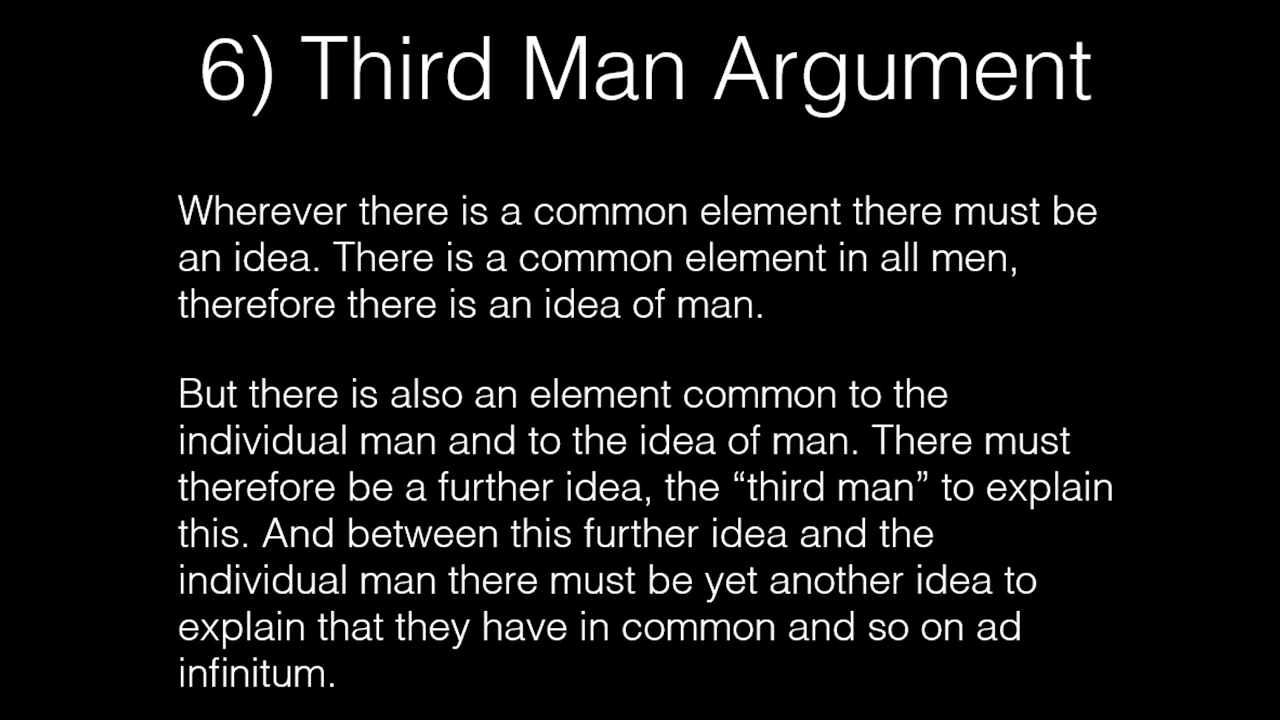 6) Third Man Argument
Wherever there is a common element there must be
an idea. There is a common element in all men,
therefore there is an idea of man.
But there is also an element common to the
individual man and to the idea of man. There must
therefore be a further idea, the “third man” to explain
this. And between this further idea and the
individual man there must be yet another idea to
explain that they have in common and so on ad
infinitum.